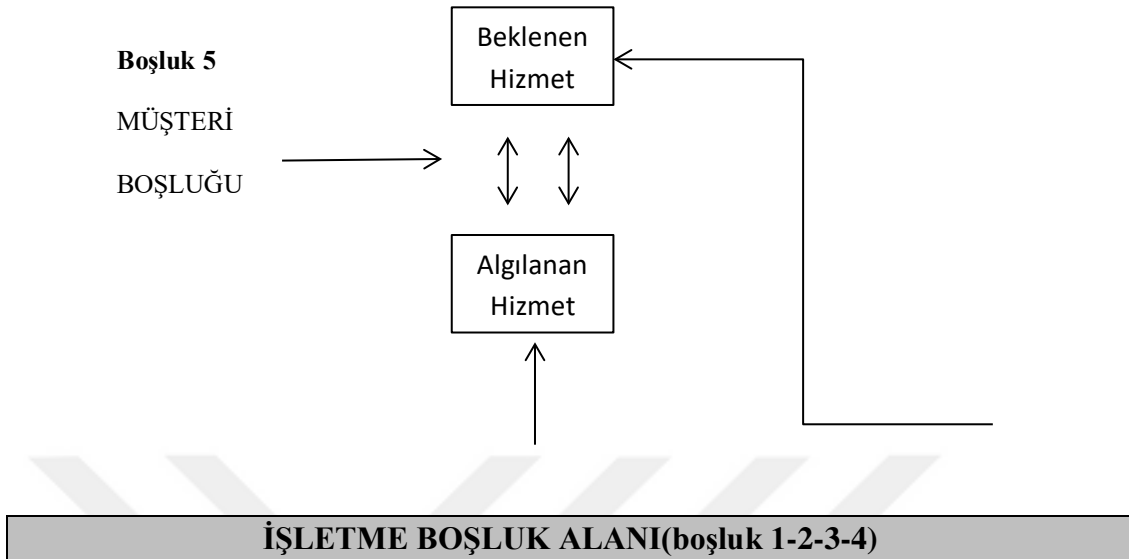 Beklenen
Hizmet
Boşluk 5
MÜŞTERİ
BOŞLUĞU
Algılanan
Hizmet
İŞLETME BOŞLUK ALANI(boşluk 1-2-3-4)